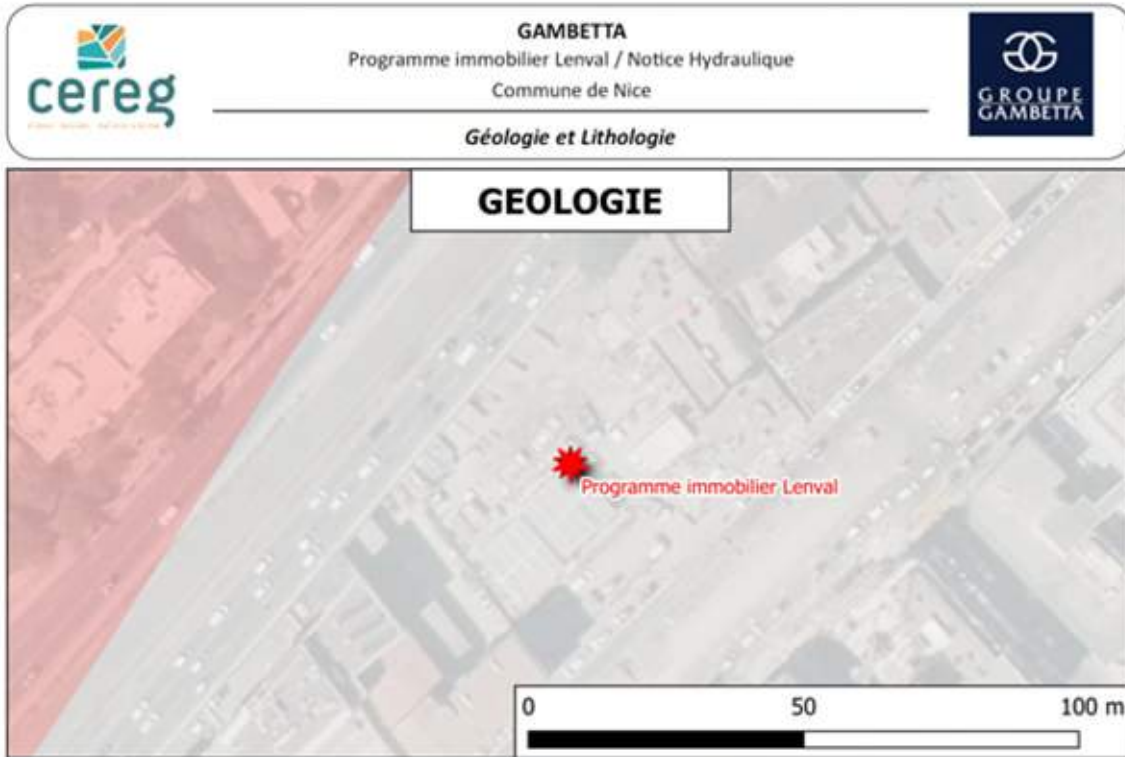 GAMBETTA
Programme immobilier Lenval / Notice Hydraulique
Commune de Nice
Géologie et Lithologie
cereg
GROUPE
GAMBETTA
GEOLOGIE
Programme immobilier Lenval
0 50 100 m